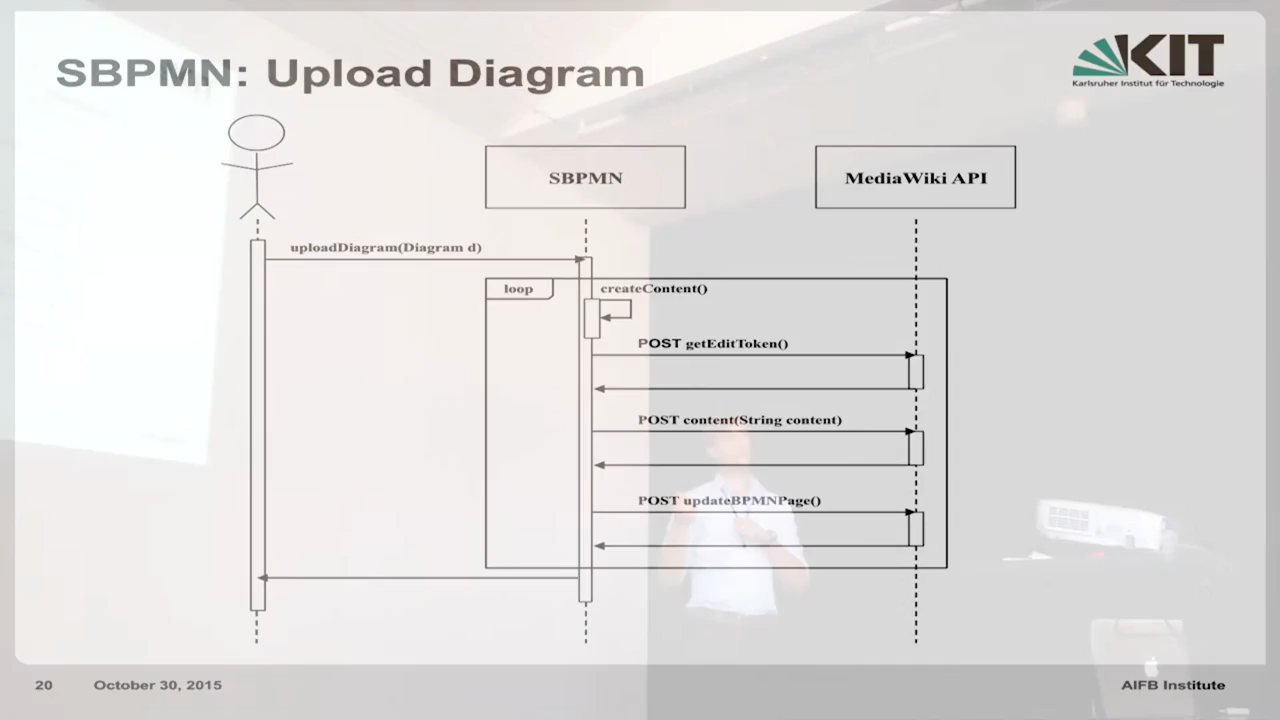 SBPMN: Upload Diagram
KIT
Karlsruher Institut für Technologie
SBPMN
MediaWiki API
uploadDiagram(Diagram d)
loop
createContent()
POST getEditToken()
POST content(String content)
POST updateBPMNPage()
20
October 30, 2015
AIFB Institute